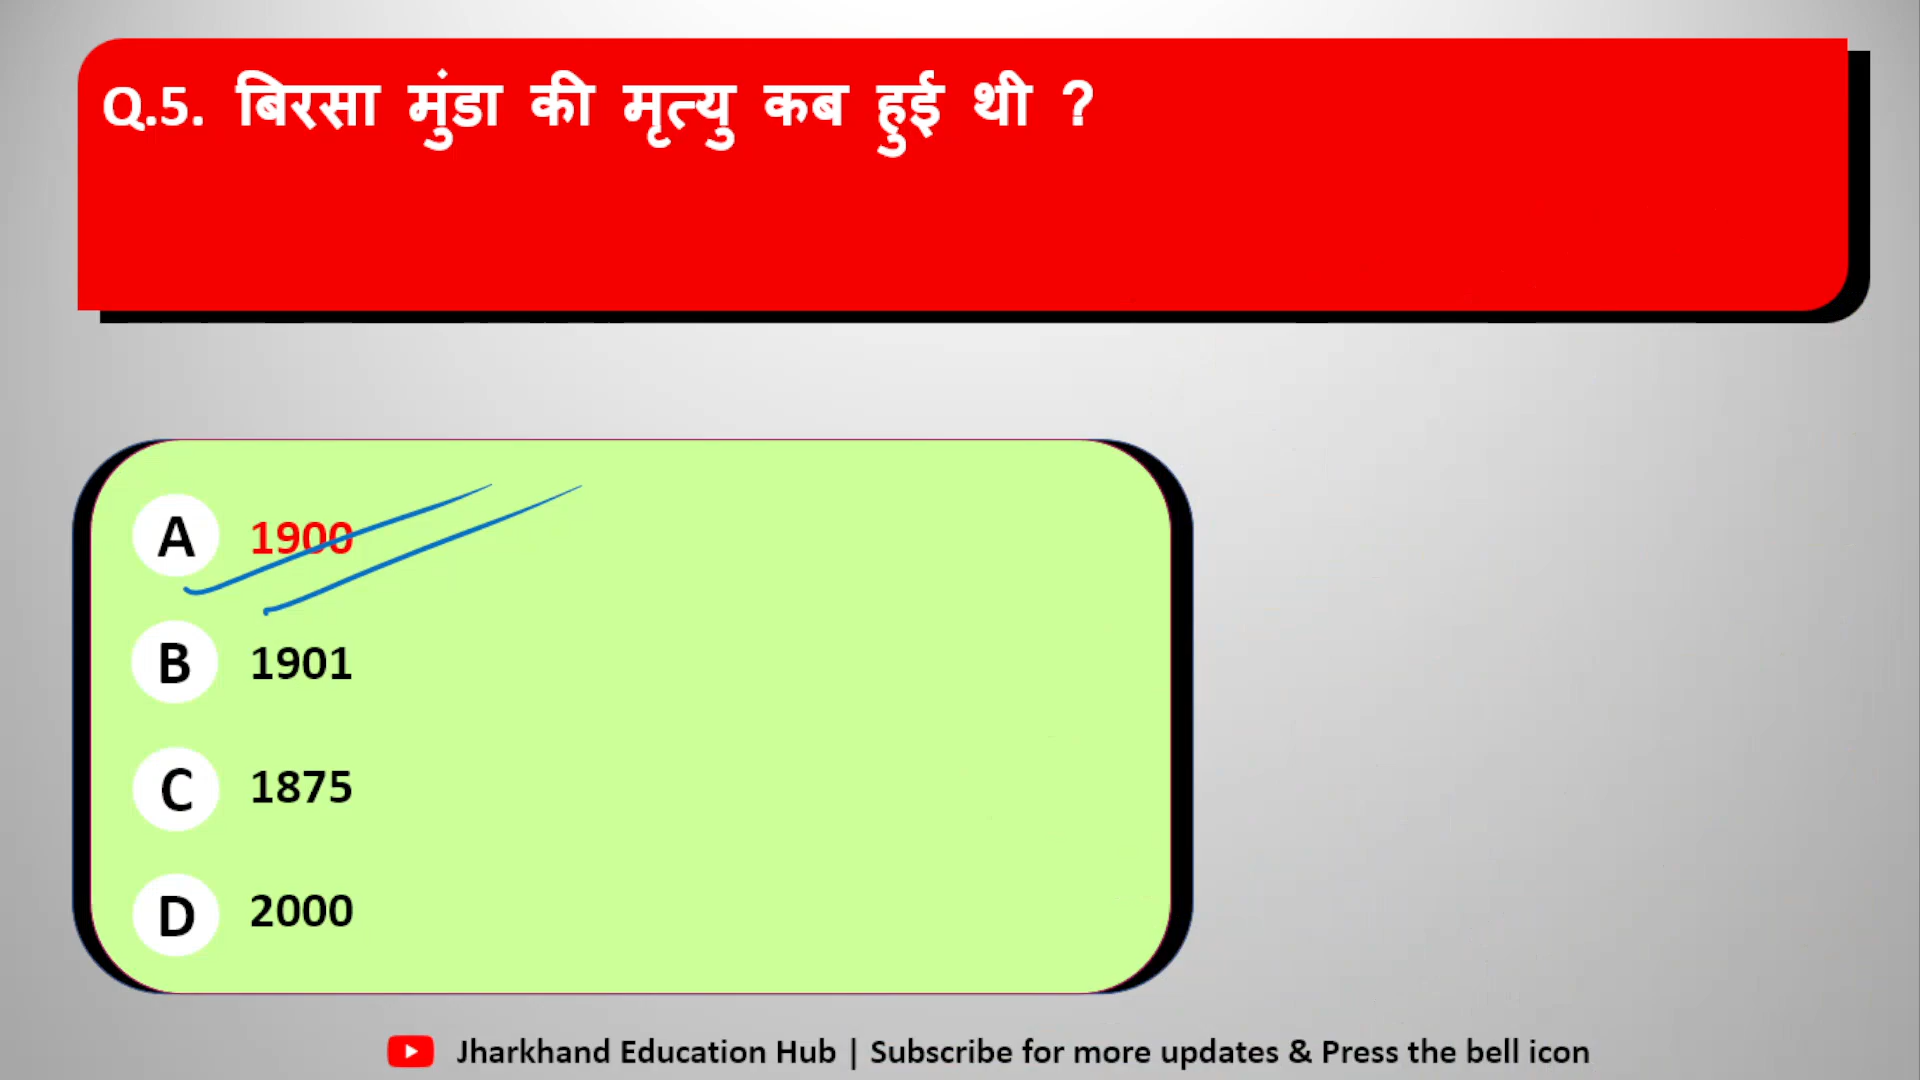 Q.5. बिरसा मुंडा की मृत्यु कब हुई थी ?
A 1900
B 1901
C 1875
D 2000
Jharkhand Education Hub | Subscribe for more updates & Press the bell icon